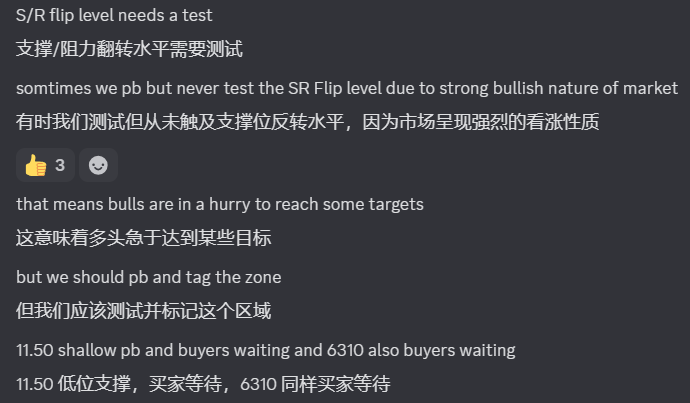 S/R flip level needs a test
支撑/阻力翻转水平需要测试
somtimes we pb but never test the SR Flip level due to strong bullish nature of market
有时我们测试但从未触及支撑位反转水平，因为市场呈现强烈的看涨性质
3
that means bulls are in a hurry to reach some targets
这意味着多头急于达到某些目标
but we should pb and tag the zone
但我们应该测试并标记这个区域
11.50 shallow pb and buyers waiting and 6310 also buyers waiting
11.50 低位支撑，买家等待，6310 同样买家等待